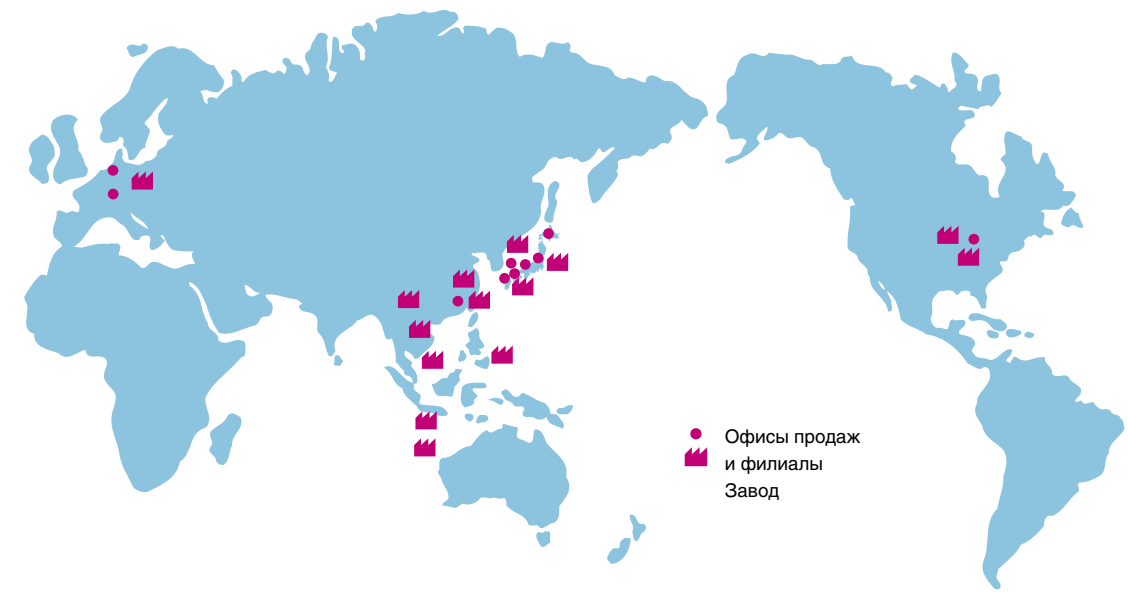 Офисы продаж
и филиалы
Завод